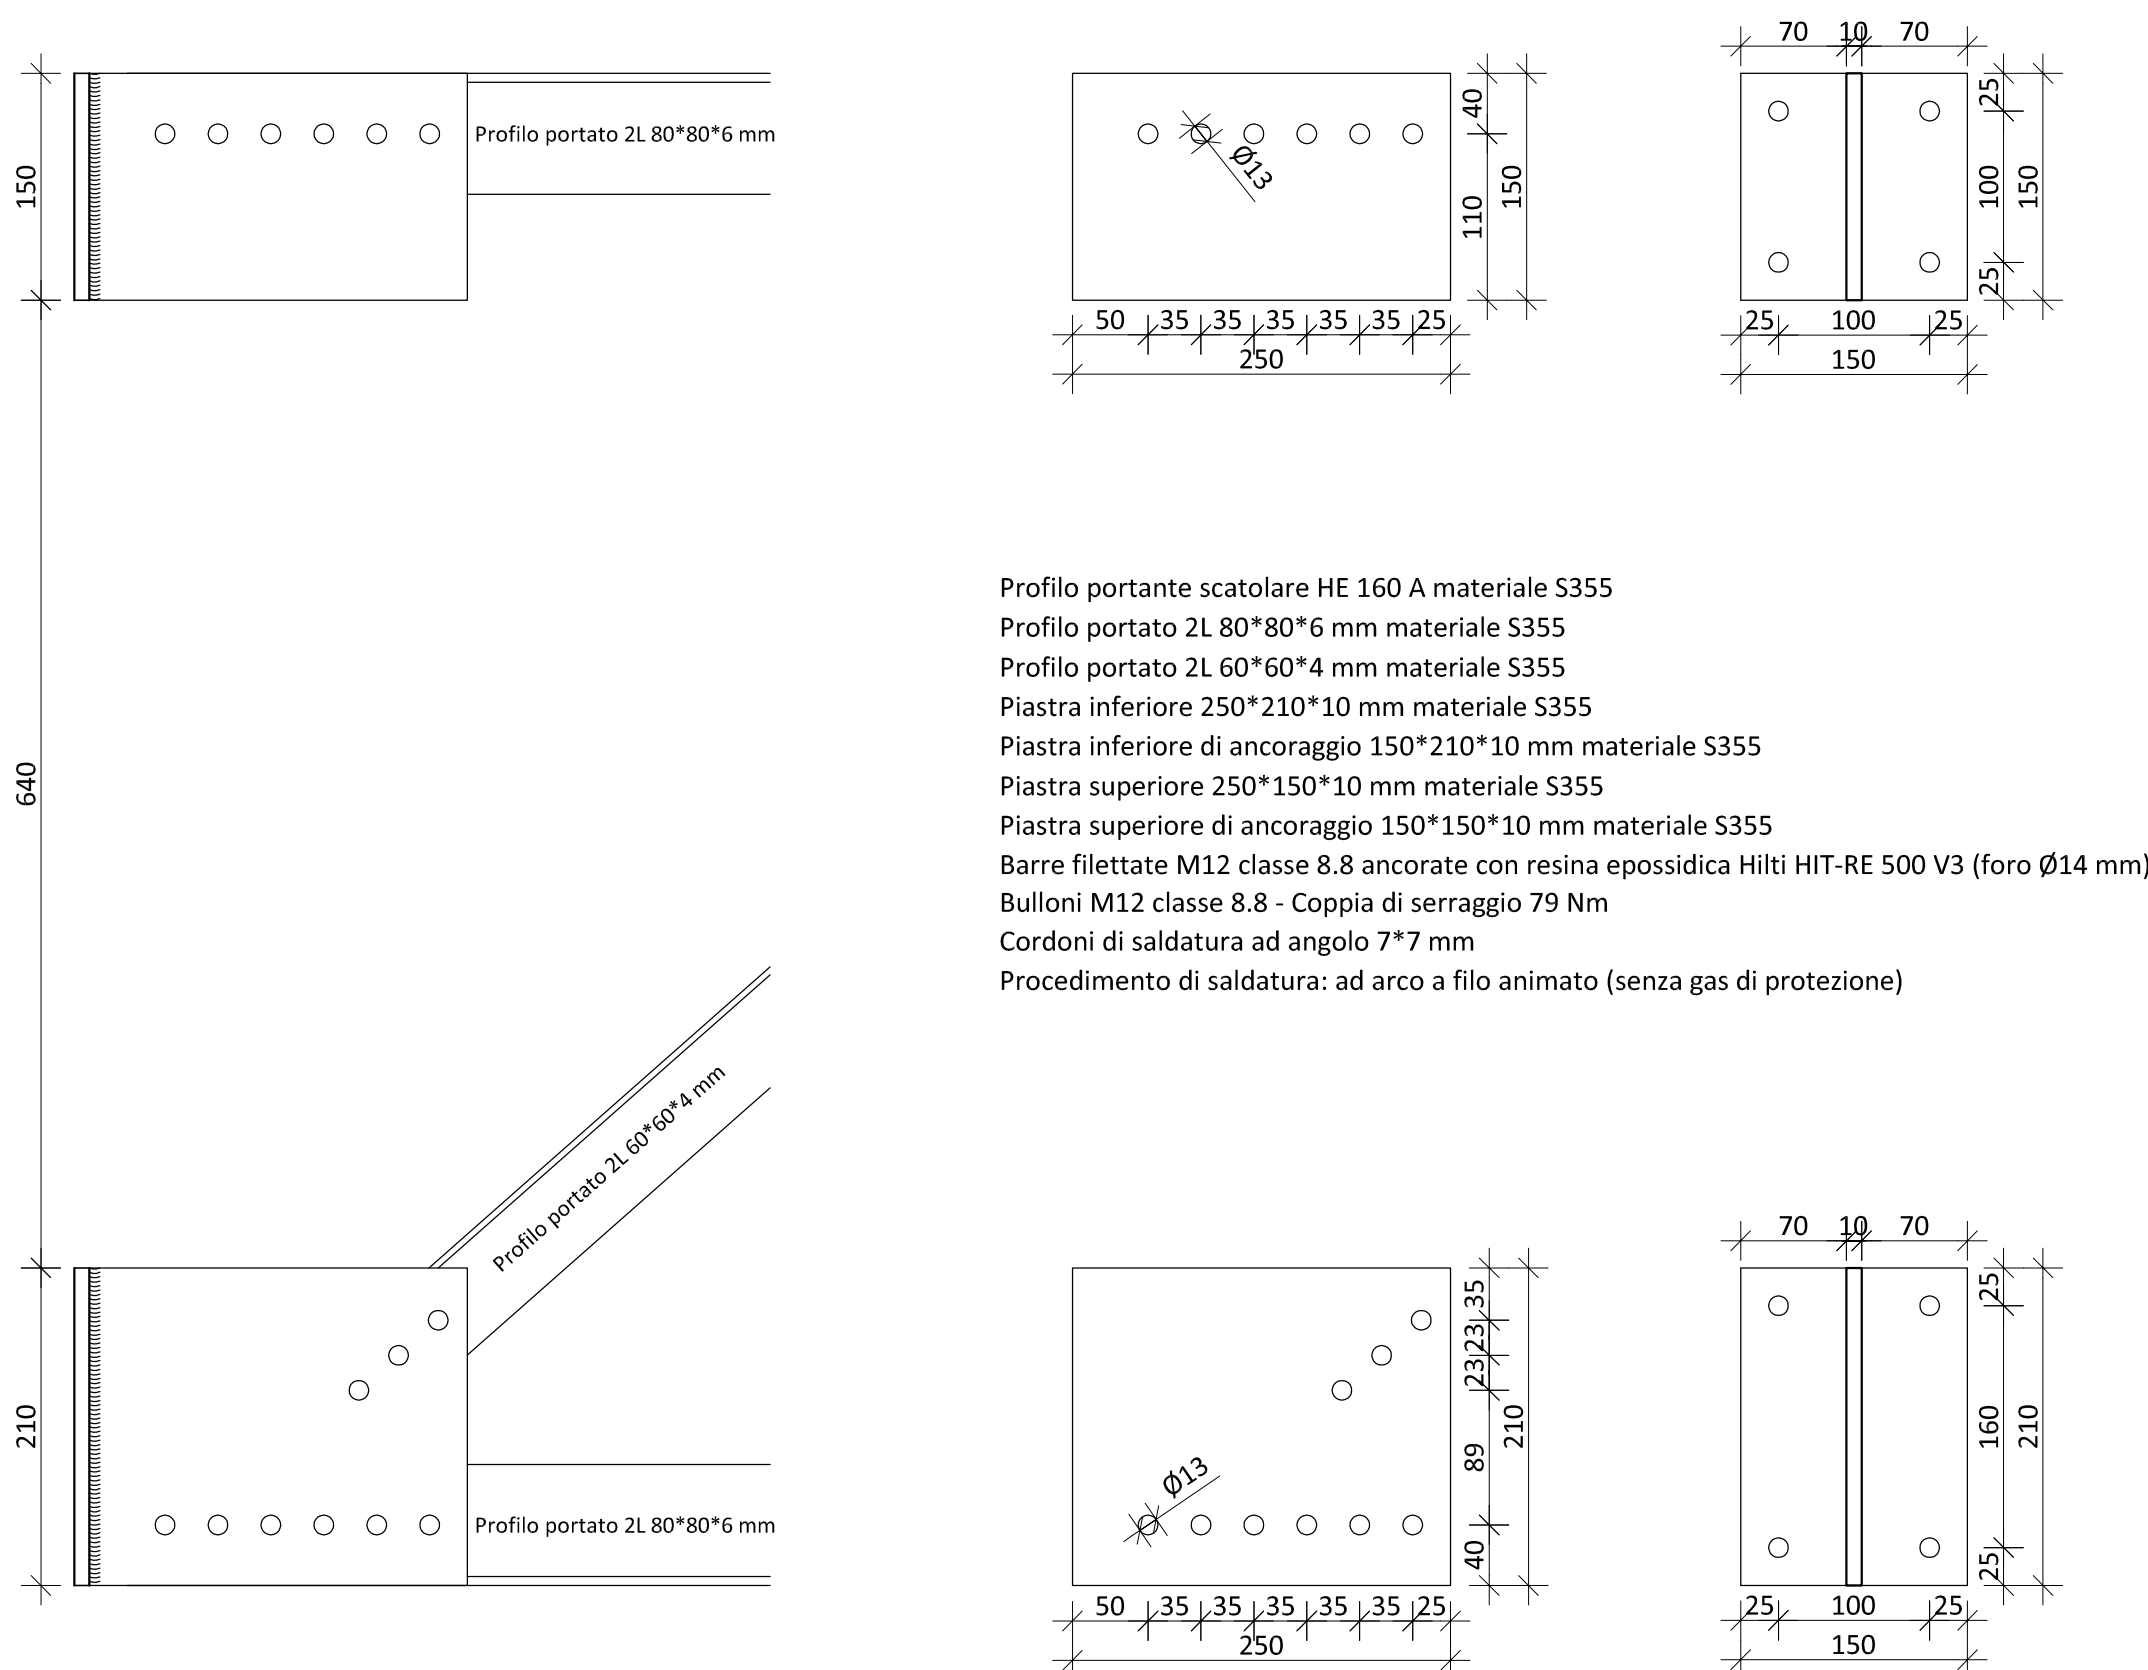 70 10 70
150
Profilo portato 2L 80*80*6 mm
Ø13
40
110
150
25
100
25
150
50 35 35 35 35 35 25
250
25 100 25
150
640
Profilo portante scatolare HE 160 A materiale S355
Profilo portato 2L 80*80*6 mm materiale S355
Profilo portato 2L 60*60*4 mm materiale S355
Piastra inferiore 250*210*10 mm materiale S355
Piastra inferiore di ancoraggio 150*210*10 mm materiale S355
Piastra superiore 250*150*10 mm materiale S355
Piastra superiore di ancoraggio 150*150*10 mm materiale S355
Barre filettate M12 classe 8.8 ancorate con resina epossidica Hilti HIT-RE 500 V3 (foro Ø14 mm)
Bulloni M12 classe 8.8 - Coppia di serraggio 79 Nm
Cordoni di saldatura ad angolo 7*7 mm
Procedimento di saldatura: ad arco a filo animato (senza gas di protezione)
Profilo portato 2L 60*60*4 mm
70 10 70
210
Profilo portato 2L 80*80*6 mm
Ø13
35
23
23
89
40
210
25
160
25
210
50 35 35 35 35 35 25
250
25 100 25
150